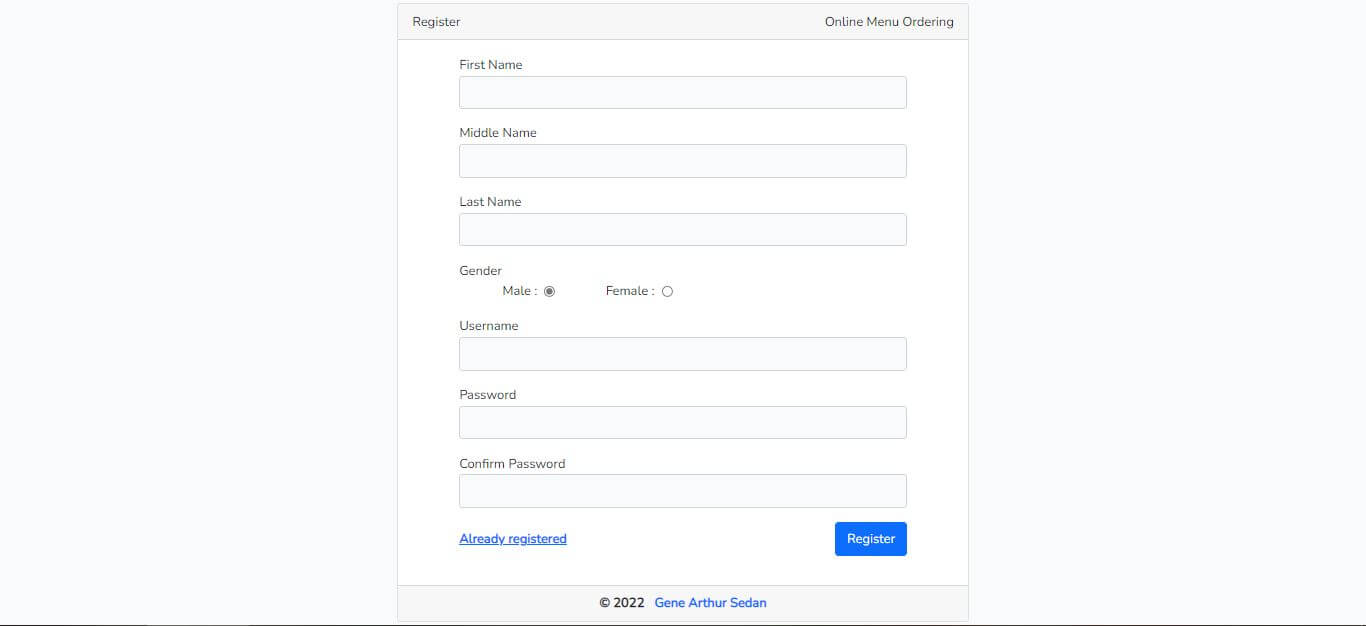 Register Online Menu Ordering
First Name
Middle Name
Last Name
Gender
Male : Female :
Username
Password
Confirm Password
Already registered Register
© 2022 Gene Arthur Sedan